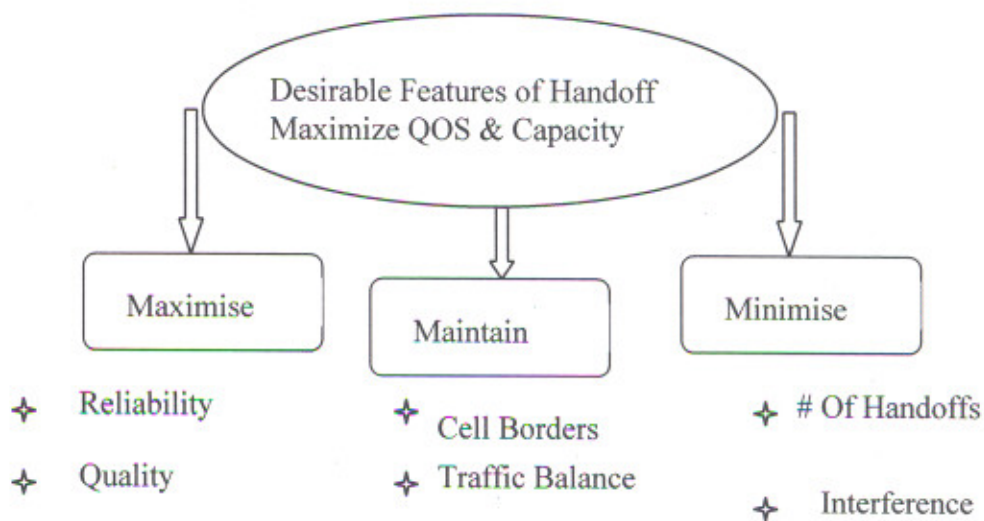 Desirable Features of Handoff
Maximize QOS & Capacity
Maximise
Maintain
Minimise
Reliability
Quality
Cell Borders
Traffic Balance
# Of Handoffs
Interference